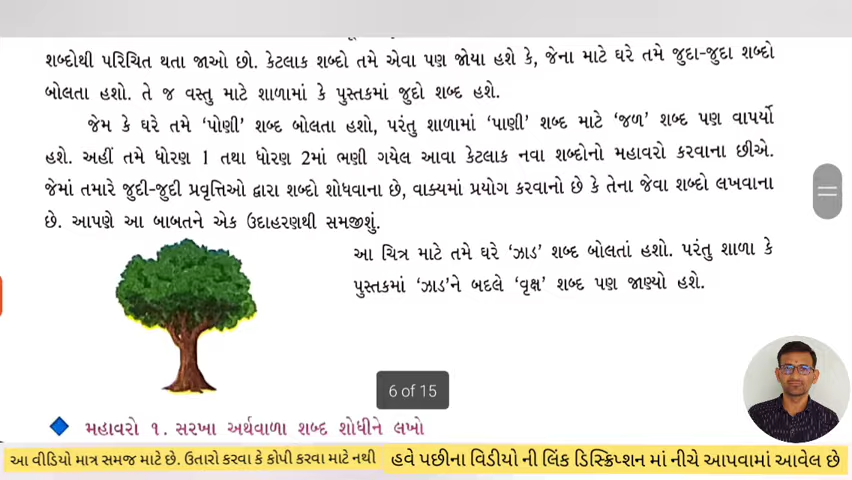 શબ્દોથી પરિચિત થતા જાઓ છો. કેટલાક શબ્દો તમે એવા પણ જોયા હશે કે, જેના માટે ઘરે તમે જુદા-જુદા શબ્દો
બોલતા હશો. તે જ વસ્તુ માટે શાળામાં કે પુસ્તકમાં જુદો શબ્દ હશે.
જેમ કે ઘરે તમે ‘પોણી’ શબ્દ બોલતા હશો, પરંતુ શાળામાં ‘પાણી’ શબ્દ માટે ‘જળ’ શબ્દ પણ વાપર્યો
હશે. અહીં તમે ધોરણ 1 તથા ધોરણ 2માં ભણી ગયેલ આવા કેટલાક નવા શબ્દોનો મહાવરો કરવાના છીએ.
જેમાં તમારે જુદી-જુદી પ્રવૃત્તિઓ દ્વારા શબ્દો શોધવાના છે, વાક્યમાં પ્રયોગ કરવાનો છે કે તેના જેવા શબ્દો લખવાના
છે. આપણે આ બાબતને એક ઉદાહરણથી સમજીશું.
આ ચિત્ર માટે તમે ઘરે ‘ઝાડ’ શબ્દ બોલતાં હશો. પરંતુ શાળા કે
પુસ્તકમાં ‘ઝાડ’ને બદલે ‘વૃક્ષ’ શબ્દ પણ જાણ્યો હશે.
6 of 15
મહાવરો ૧. સરખા અર્થવાળા શબ્દ શોધીને લખો
આ વીડિયો માત્ર સમજ માટે છે. ઉતારો કરવા કે કોપી કરવા માટે નથી
હવે પછીના વિડીયો ની લિંક ડિસ્ક્રિપ્શન માં નીચે આપવામાં આવેલ છે